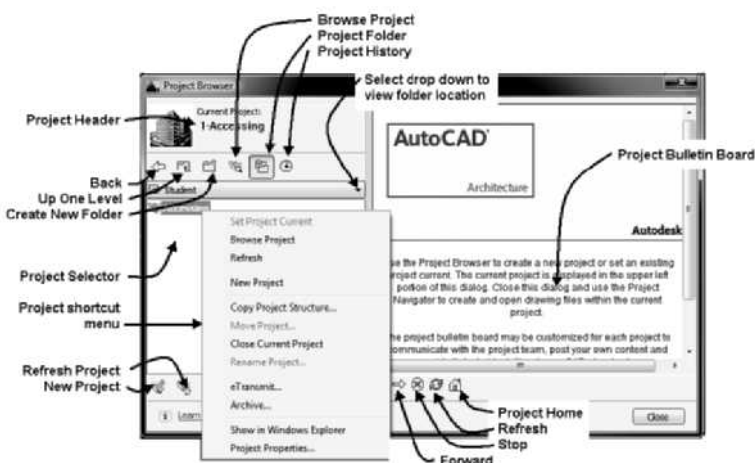 Browse Project
Project Folder
Project History
Select drop down to
view folder location
Project Browser
Project Header
Current Project:
1-Accessing
Back
Up One Level
Create New Folder
Student
Project Selector
Project shortcut
menu
Set Project Current
Browse Project
Refresh
New Project
Copy Project Structure...
Move Project...
Close Current Project
Rename Project...
eTransmit...
Archive...
Show in Windows Explorer
Project Properties...
Refresh Project
New Project
Learn
AutoCAD
Architecture
Project Bulletin Board
Autodesk
the Project Browser to create a new project or set an existing
project current. The current project is displayed in the upper left
portion of this dialog. Close this dialog and use the Project
Navigator to create and open drawing files within the current
project.
project bulletin board may be customized for each project to
communicate with the project team, post your own content and
Project Home
Refresh
Stop
Forward
Close